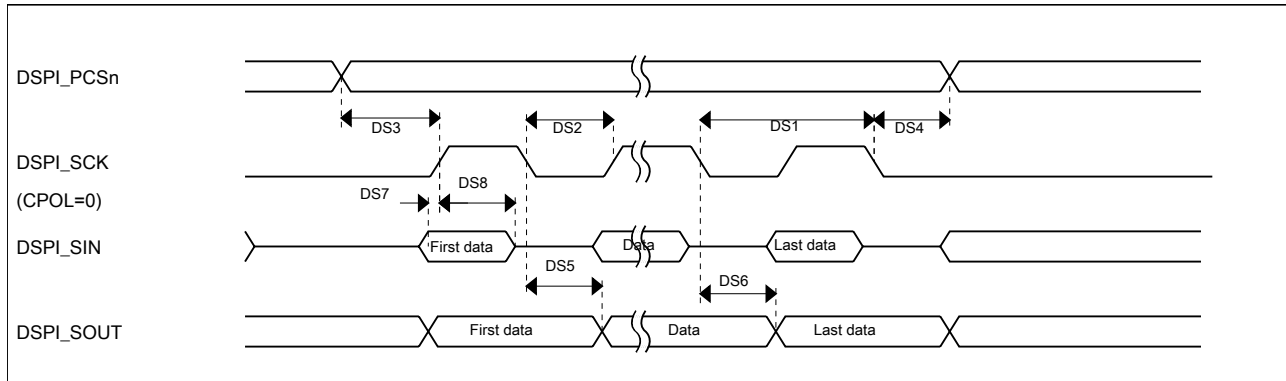 DSPI_PCSn
DS3
DS2
DS1
DS4
DSPI_SCK
(CPOL=0)
DS7
DS8
DSPI_SIN
First data
Data
Last data
DS5
DS6
DSPI_SOUT
First data
Data
Last data